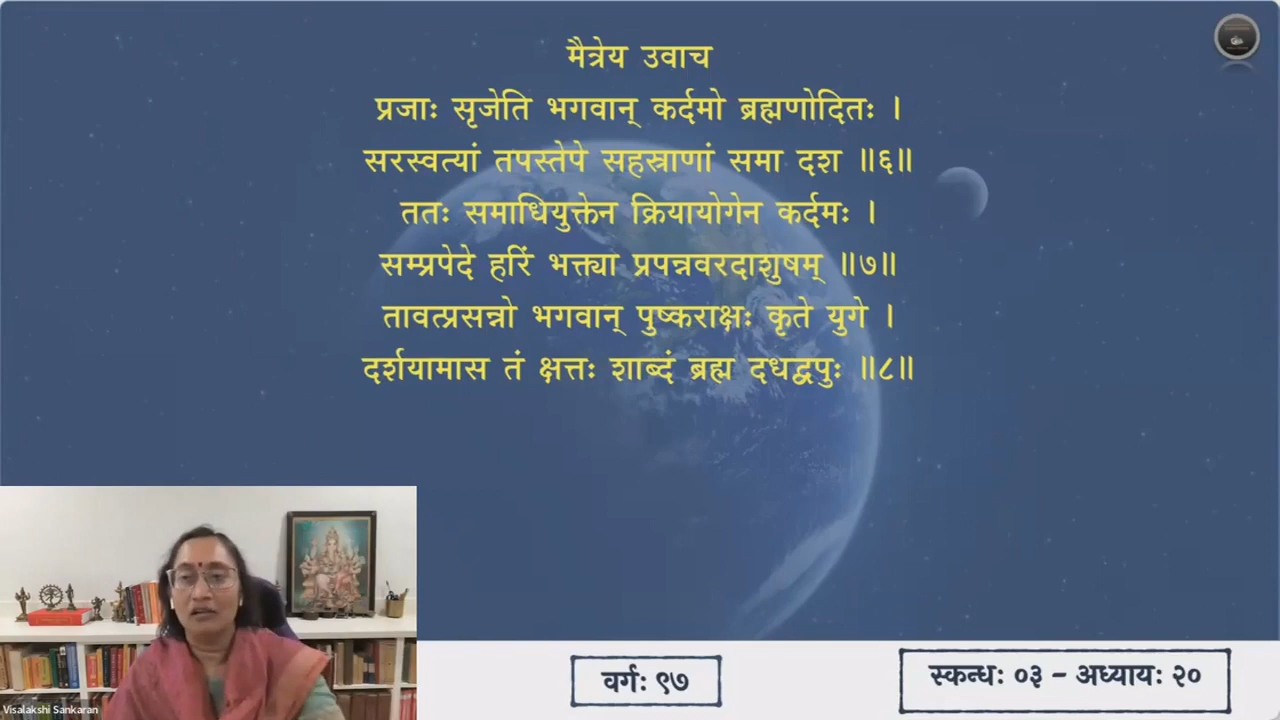 मैत्रेय उवाच
प्रजाः सृजेति भगवान् कर्दमो ब्रह्मणोदितः ।
सरस्वत्यां तपस्तेपे सहस्राणां समा दश ॥६॥
ततः समाधियुक्तेन क्रियायोगेन कर्दमः ।
सम्प्रपेदे हरिं भक्त्या प्रपन्नवरदाशुषम् ॥७॥
तावत्प्रसन्नो भगवान् पुष्कराक्षः कृते युगे ।
दर्शयामास तं क्षत्तः शाब्दं ब्रह्म दधद्वपुः ॥८॥
Visalakshi Sankaran
वर्गः ९७
स्कन्धः ०३ - अध्यायः २०